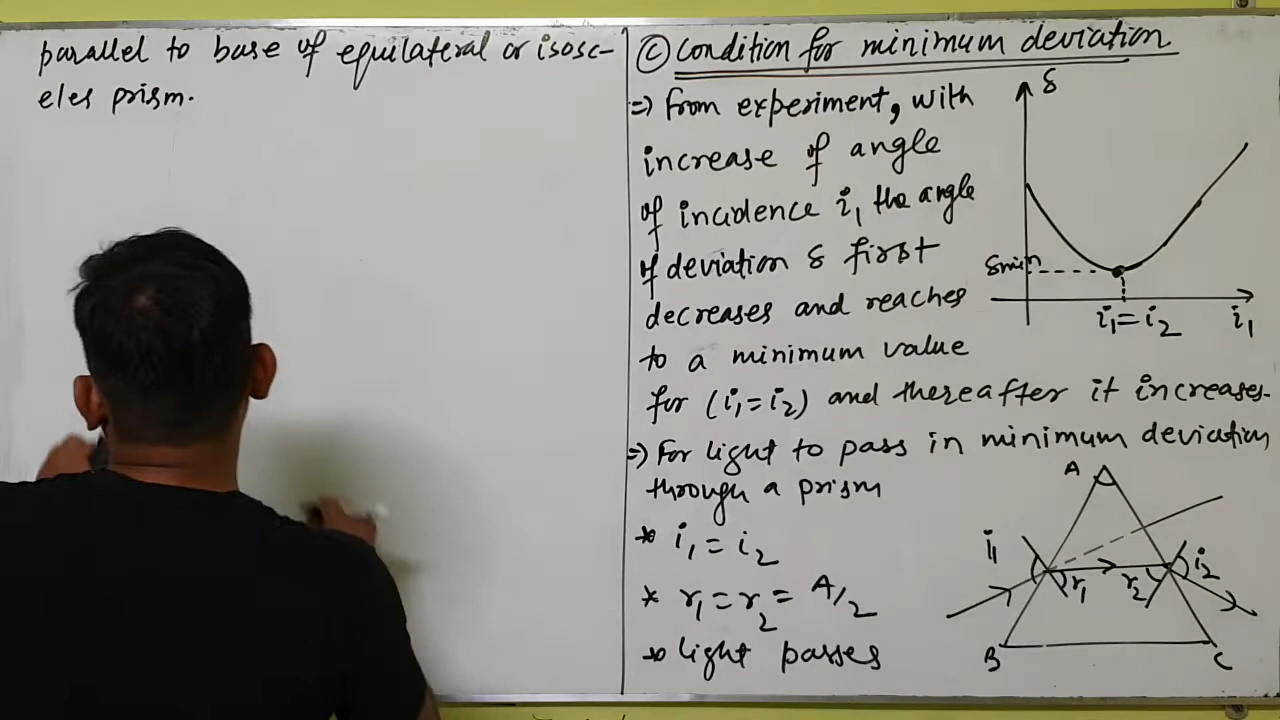 parallel to base of equilateral or isosc-
eles prism.
ⓒ condition for minimum deviation
=> From experiment, with
increase of angle
of incidence i₁ the angle
of deviation δ first
decreases and reaches
to a minimum value
for (i₁=i₂) and thereafter it increases.
δ
δmin
i₁=i₂
i₁
=> For light to pass in minimum deviation
through a prism
* i₁ = i₂
* r₁ = r₂ = A/2
* light passes
A
i₁
r₁
r₂
i₂
B
C